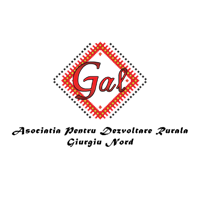 Gal
Asociatia Pentru Dezvoltare Rurala
Giurgiu Nord